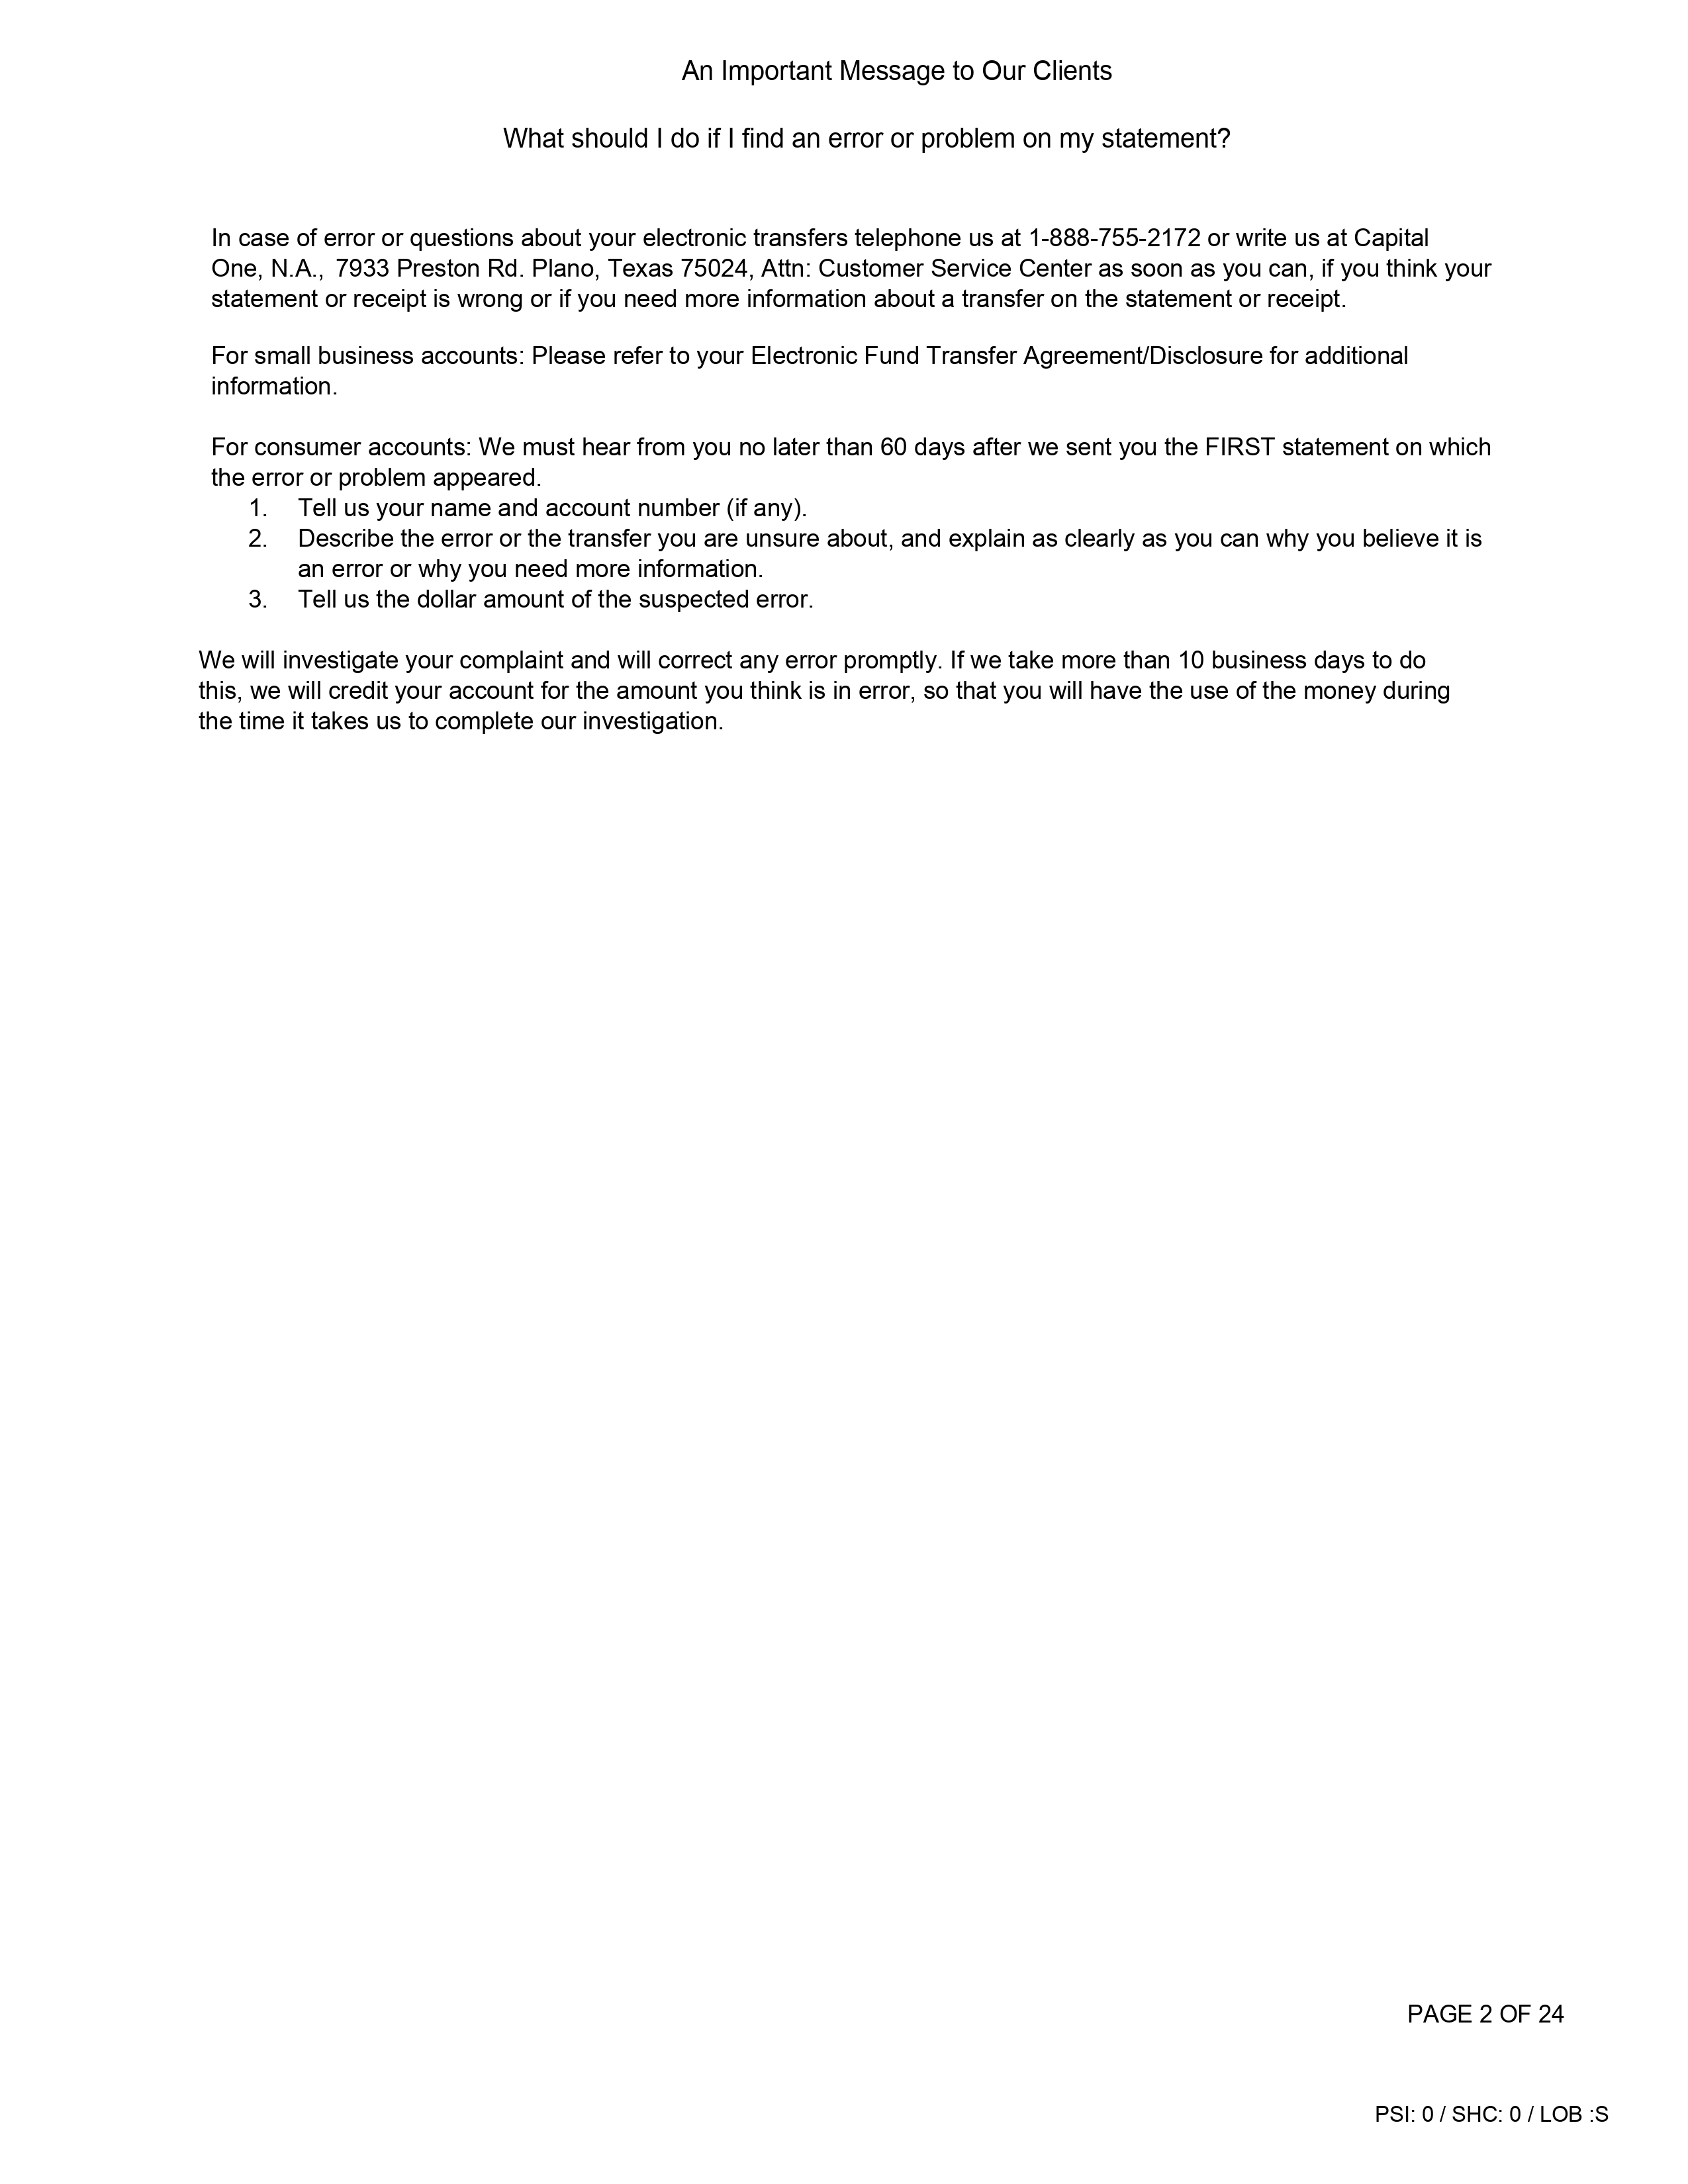 An Important Message to Our Clients
What should I do if I find an error or problem on my statement?
In case of error or questions about your electronic transfers telephone us at 1-888-755-2172 or write us at Capital
One, N.A.,  7933 Preston Rd. Plano, Texas 75024, Attn: Customer Service Center as soon as you can, if you think your
statement or receipt is wrong or if you need more information about a transfer on the statement or receipt.
For small business accounts: Please refer to your Electronic Fund Transfer Agreement/Disclosure for additional
information.
For consumer accounts: We must hear from you no later than 60 days after we sent you the FIRST statement on which
the error or problem appeared.
1. Tell us your name and account number (if any).
2. Describe the error or the transfer you are unsure about, and explain as clearly as you can why you believe it is
an error or why you need more information.
3. Tell us the dollar amount of the suspected error.
We will investigate your complaint and will correct any error promptly. If we take more than 10 business days to do
this, we will credit your account for the amount you think is in error, so that you will have the use of the money during
the time it takes us to complete our investigation.
PAGE 2 OF 24
PSI: 0 / SHC: 0 / LOB :S